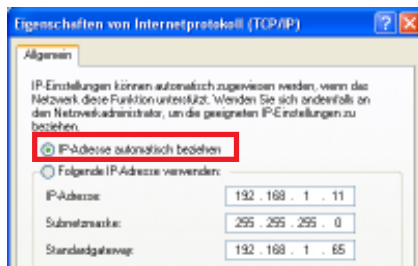 Eigenschaften von Internetprotokoll (TCP/IP)
Allgemein
IP-Einstellungen können automatisch zugewiesen werden, wenn das
Netzwerk diese Funktion unterstützt. Wenden Sie sich andernfalls an
den Netzwerkadministrator, um die geeigneten IP-Einstellungen zu
beziehen.
IP-Adresse automatisch beziehen
Folgende IP-Adresse verwenden:
IP-Adresse: 192 . 168 . 1 . 11
Subnetzmaske: 255 . 255 . 255 . 0
Standardgateway: 192 . 168 . 1 . 65